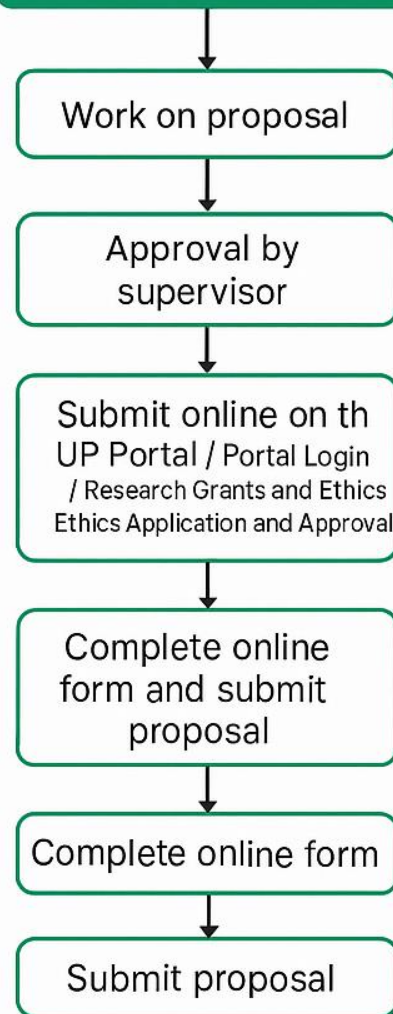 Work on proposal
Approval by
supervisor
Submit online on th
UP Portal / Portal Login
/ Research Grants and Ethics
Ethics Application and Approval
Complete online
form and submit
proposal
Complete online form
Submit proposal